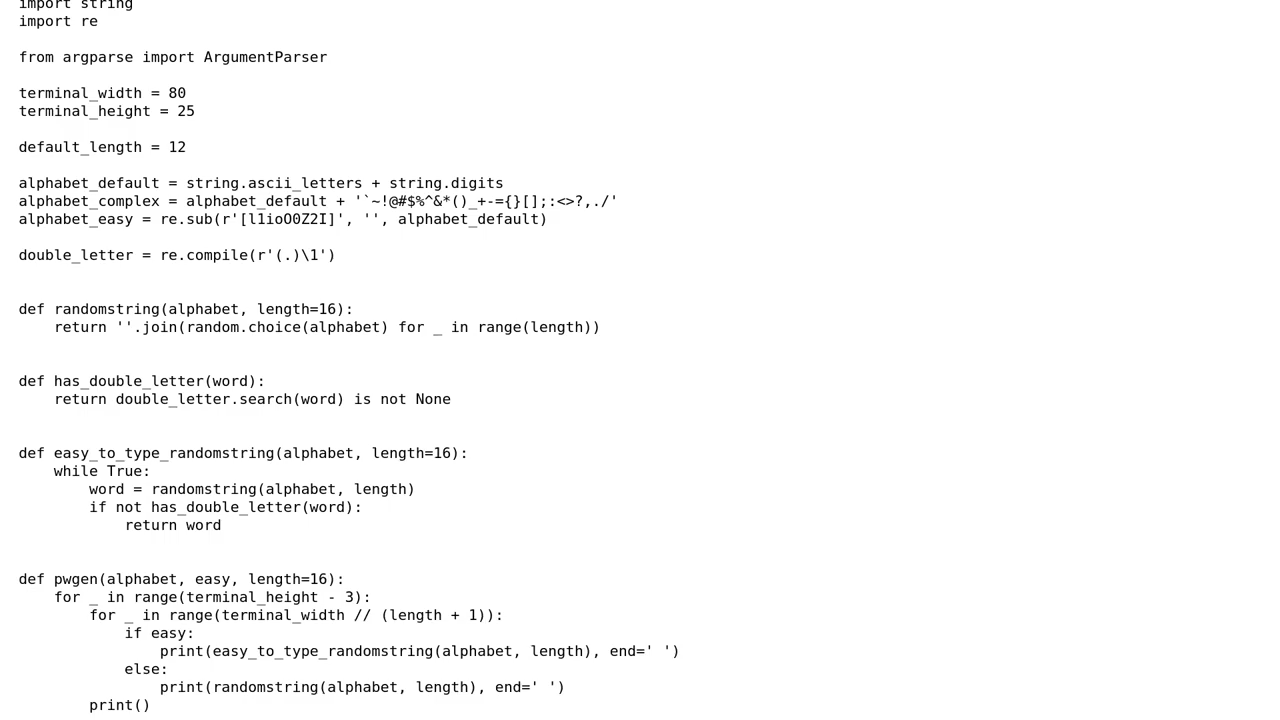 import string
import re

from argparse import ArgumentParser

terminal_width = 80
terminal_height = 25

default_length = 12

alphabet_default = string.ascii_letters + string.digits
alphabet_complex = alphabet_default + '`~!@#$%^&*()_+-={}[];:<>?,./'
alphabet_easy = re.sub(r'[l1ioO0Z2I]', '', alphabet_default)

double_letter = re.compile(r'(.)\1')


def randomstring(alphabet, length=16):
    return ''.join(random.choice(alphabet) for _ in range(length))


def has_double_letter(word):
    return double_letter.search(word) is not None


def easy_to_type_randomstring(alphabet, length=16):
    while True:
        word = randomstring(alphabet, length)
        if not has_double_letter(word):
            return word


def pwgen(alphabet, easy, length=16):
    for _ in range(terminal_height - 3):
        for _ in range(terminal_width // (length + 1)):
            if easy:
                print(easy_to_type_randomstring(alphabet, length), end=' ')
            else:
                print(randomstring(alphabet, length), end=' ')
        print()